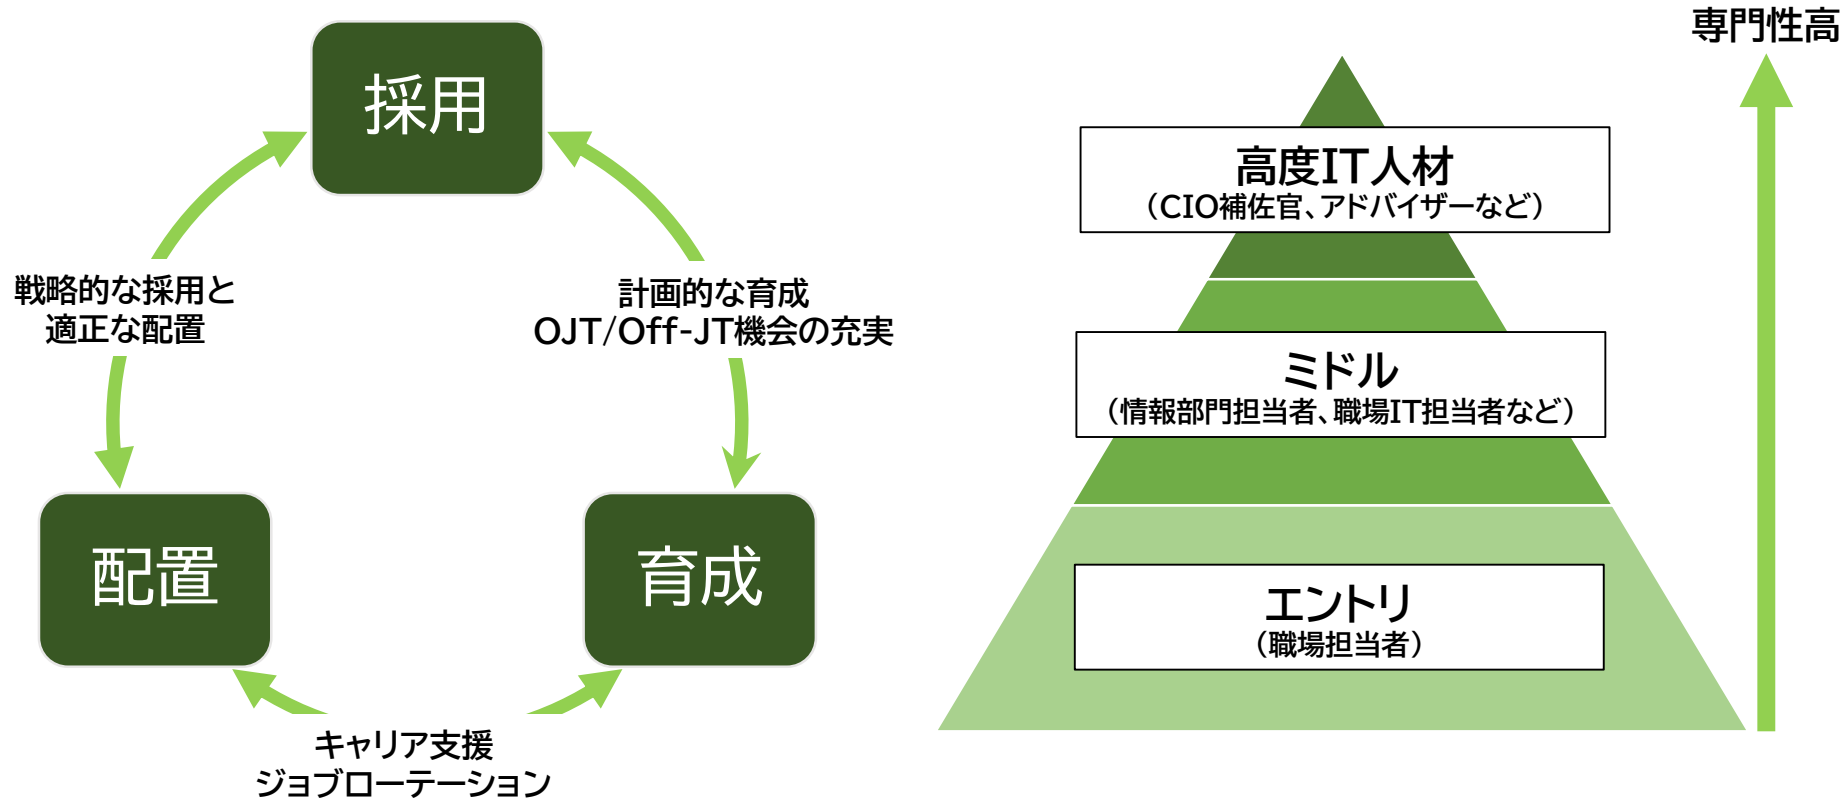 採用
戦略的な採用と
適正な配置
計画的な育成
OJT/Off-JT機会の充実
配置
育成
キャリア支援
ジョブローテーション
専門性高
高度IT人材
（CIO補佐官、アドバイザーなど）
ミドル
（情報部門担当者、職場IT担当者など）
エントリ
（職場担当者）